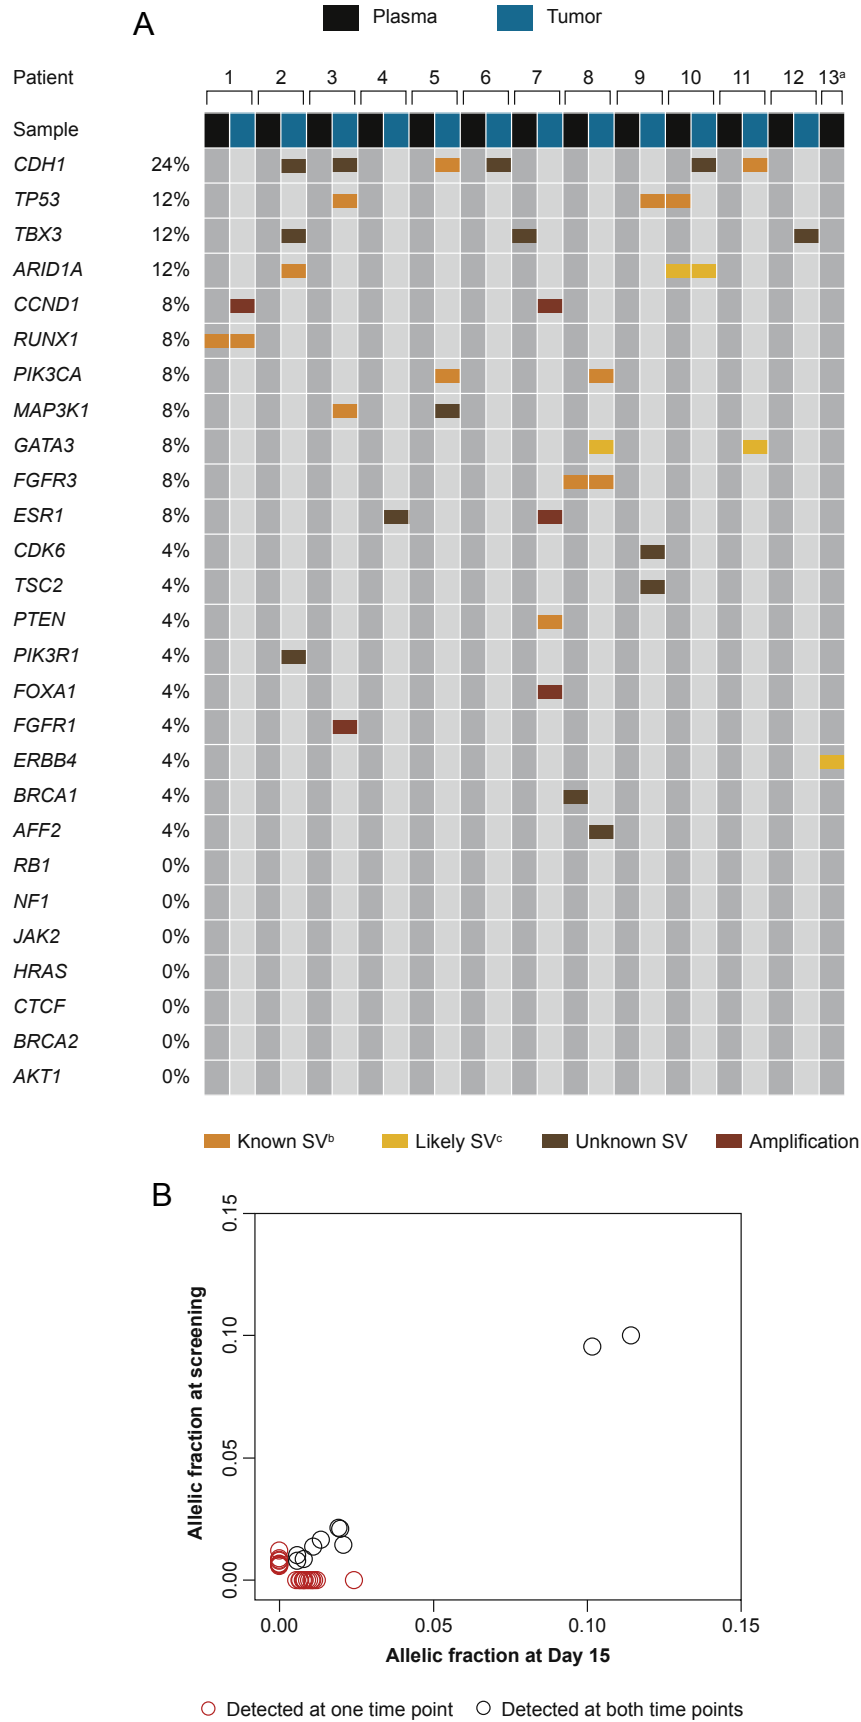 A
Plasma Tumor
Patient 1 2 3 4 5 6 7 8 9 10 11 12 13a
Sample
CDH1 24%
TP53 12%
TBX3 12%
ARID1A 12%
CCND1 8%
RUNX1 8%
PIK3CA 8%
MAP3K1 8%
GATA3 8%
FGFR3 8%
ESR1 8%
CDK6 4%
TSC2 4%
PTEN 4%
PIK3R1 4%
FOXA1 4%
FGFR1 4%
ERBB4 4%
BRCA1 4%
AFF2 4%
RB1 0%
NF1 0%
JAK2 0%
HRAS 0%
CTCF 0%
BRCA2 0%
AKT1 0%
Known SVb Likely SVc Unknown SV Amplification
B
Allelic fraction at screening
0.15
0.10
0.05
0.00
0.00 0.05 0.10 0.15
Allelic fraction at Day 15
Detected at one time point Detected at both time points